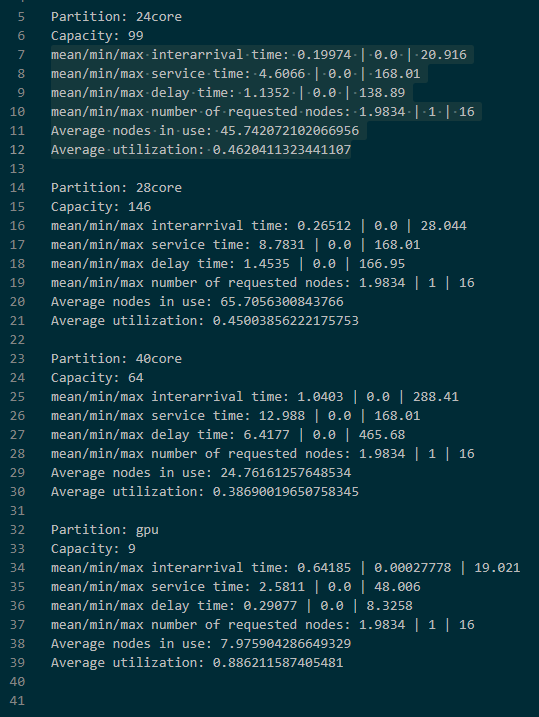 5 Partition: 24core
6 Capacity: 99
7 mean/min/max interarrival time: 0.19974 | 0.0 | 20.916
8 mean/min/max service time: 4.6066 | 0.0 | 168.01
9 mean/min/max delay time: 1.1352 | 0.0 | 138.89
10 mean/min/max number of requested nodes: 1.9834 | 1 | 16
11 Average nodes in use: 45.742072102066956
12 Average utilization: 0.4620411323441107
13
14 Partition: 28core
15 Capacity: 146
16 mean/min/max interarrival time: 0.26512 | 0.0 | 28.044
17 mean/min/max service time: 8.7831 | 0.0 | 168.01
18 mean/min/max delay time: 1.4535 | 0.0 | 166.95
19 mean/min/max number of requested nodes: 1.9834 | 1 | 16
20 Average nodes in use: 65.7056300843766
21 Average utilization: 0.45003856222175753
22
23 Partition: 40core
24 Capacity: 64
25 mean/min/max interarrival time: 1.0403 | 0.0 | 288.41
26 mean/min/max service time: 12.988 | 0.0 | 168.01
27 mean/min/max delay time: 6.4177 | 0.0 | 465.68
28 mean/min/max number of requested nodes: 1.9834 | 1 | 16
29 Average nodes in use: 24.76161257648534
30 Average utilization: 0.38690019650758345
31
32 Partition: gpu
33 Capacity: 9
34 mean/min/max interarrival time: 0.64185 | 0.00027778 | 19.021
35 mean/min/max service time: 2.5811 | 0.0 | 48.006
36 mean/min/max delay time: 0.29077 | 0.0 | 8.3258
37 mean/min/max number of requested nodes: 1.9834 | 1 | 16
38 Average nodes in use: 7.975904286649329
39 Average utilization: 0.886211587405481
40
41